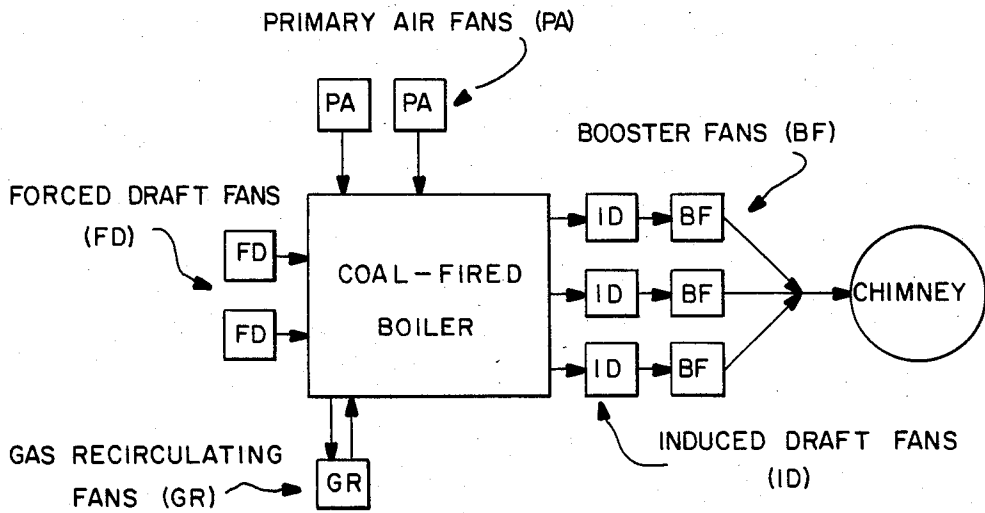 PRIMARY AIR FANS (PA)
PA
PA
BOOSTER FANS (BF)
FORCED DRAFT FANS
(FD)
FD
FD
COAL-FIRED
BOILER
ID
BF
ID
BF
ID
BF
CHIMNEY
GAS RECIRCULATING
FANS (GR)
GR
INDUCED DRAFT FANS
(ID)